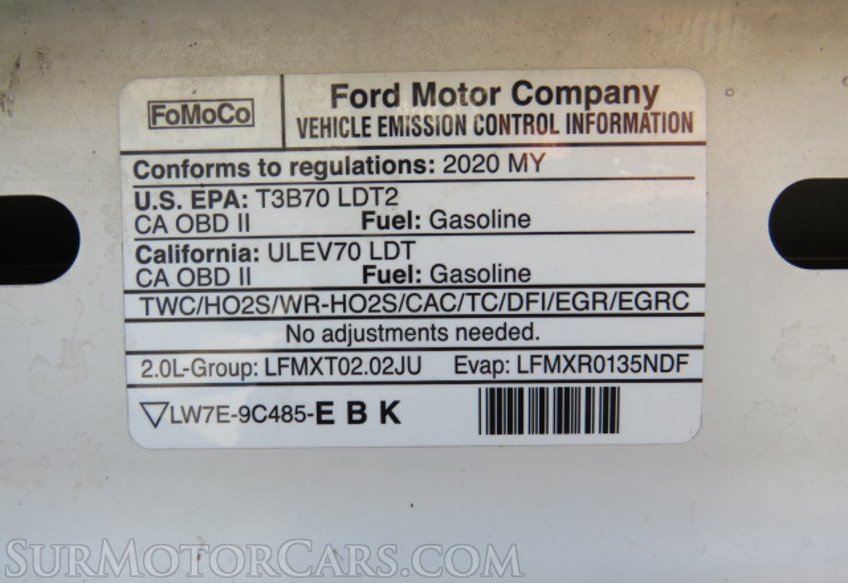 FoMoCo
Ford Motor Company
VEHICLE EMISSION CONTROL INFORMATION
Conforms to regulations: 2020 MY
U.S. EPA: T3B70 LDT2
CA OBD II Fuel: Gasoline
California: ULEV70 LDT
CA OBD II Fuel: Gasoline
TWC/HO2S/WR-HO2S/CAC/TC/DFI/EGR/EGRC
No adjustments needed.
2.0L-Group: LFMXT02.02JU Evap: LFMXR0135NDF
LW7E-9C485-E B K
SurMotorCars.com